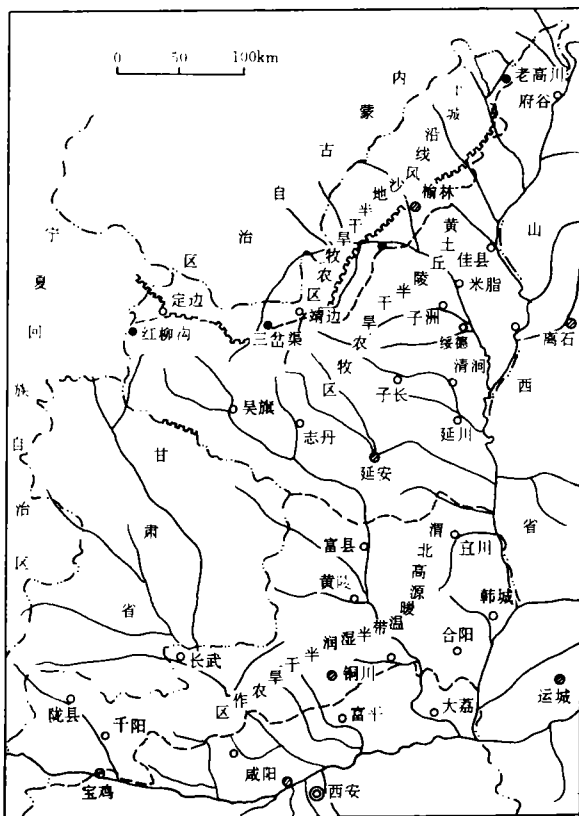 0 50 100km
内蒙古自治区
宁夏回族自治区
甘肃省
山西省
长城沿线风沙地半干旱农牧区
黄土丘陵半干旱农牧区
渭北高源暖温带半湿润半干旱农作区
老高川
府谷
榆林
佳县
米脂
定边
红柳沟
三岔渠
靖边
子洲
绥德
离石
清涧
子长
吴旗
志丹
延川
延安
富县
宜川
黄陵
韩城
合阳
长武
铜川
陇县
千阳
富平
大荔
运城
宝鸡
咸阳
西安